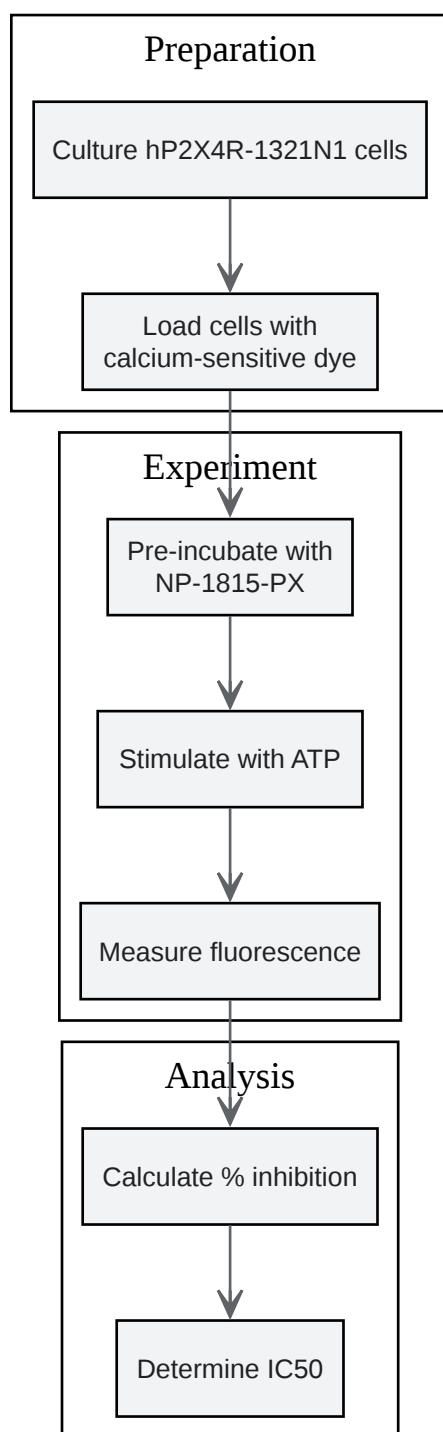 Preparation
Culture hP2X4R-1321N1 cells
Load cells with
calcium-sensitive dye
Experiment
Pre-incubate with
NP-1815-PX
Stimulate with ATP
Measure fluorescence
Analysis
Calculate % inhibition
Determine IC50